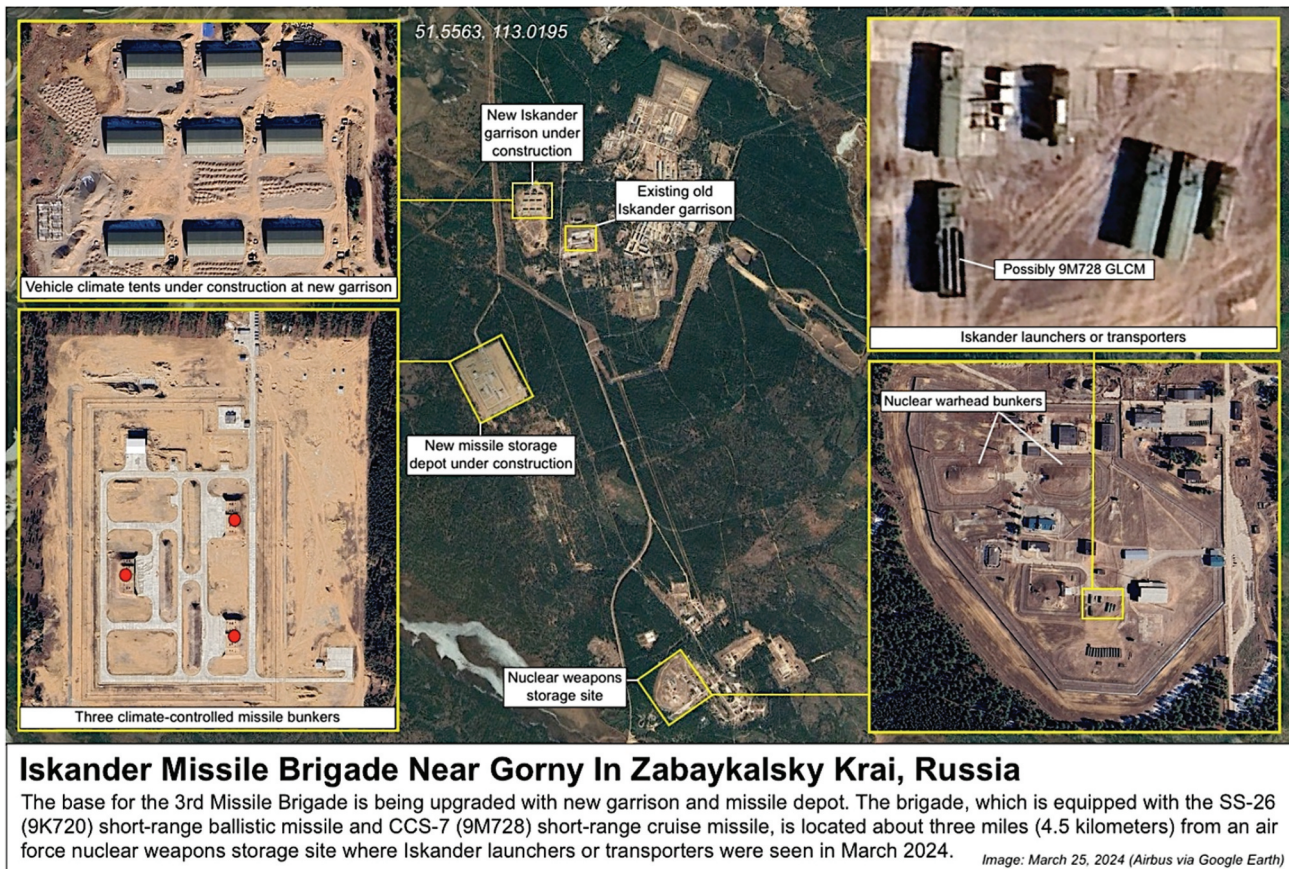 51.5563, 113.0195
New Iskander
garrison under
construction
Existing old
Iskander garrison
Possibly 9M728 GLCM
Vehicle climate tents under construction at new garrison
Iskander launchers or transporters
Nuclear warhead bunkers
New missile storage
depot under construction
Nuclear weapons
storage site
Three climate-controlled missile bunkers
Iskander Missile Brigade Near Gorny In Zabaykalsky Krai, Russia
The base for the 3rd Missile Brigade is being upgraded with new garrison and missile depot. The brigade, which is equipped with the SS-26
(9K720) short-range ballistic missile and CCS-7 (9M728) short-range cruise missile, is located about three miles (4.5 kilometers) from an air
force nuclear weapons storage site where Iskander launchers or transporters were seen in March 2024.
Image: March 25, 2024 (Airbus via Google Earth)